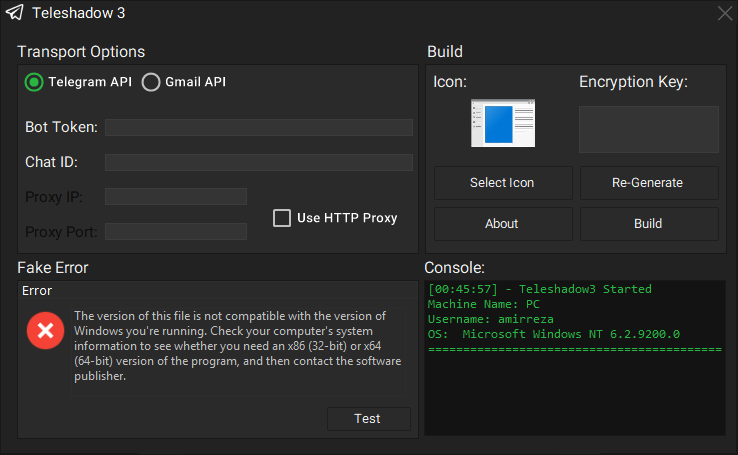 Teleshadow 3
Transport Options
Telegram API
Gmail API
Bot Token:
Chat ID:
Proxy IP:
Proxy Port:
Use HTTP Proxy
Build
Icon:
Encryption Key:
Select Icon
Re-Generate
About
Build
Fake Error
Error
The version of this file is not compatible with the version of
Windows you're running. Check your computer's system
information to see whether you need an x86 (32-bit) or x64
(64-bit) version of the program, and then contact the software
publisher.
Test
Console:
[00:45:57] - Teleshadow3 Started
Machine Name: PC
Username: amirreza
OS:  Microsoft Windows NT 6.2.9200.0
==========================================